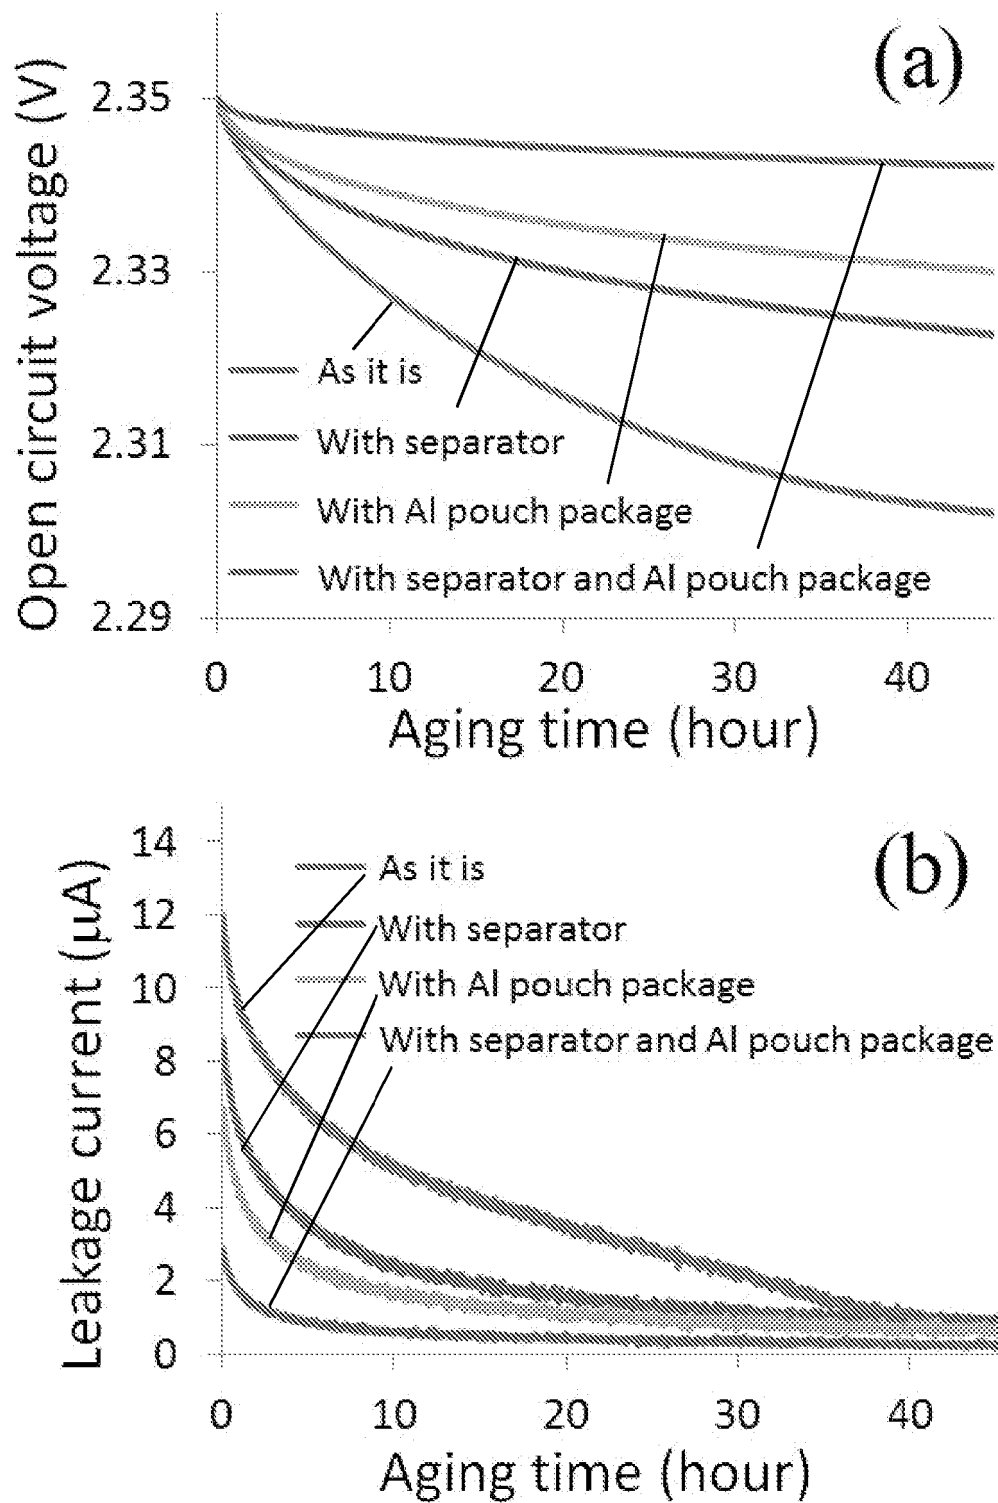 (a)
Open circuit voltage (V)
2.35
2.33
2.31
2.29
As it is
With separator
With Al pouch package
With separator and Al pouch package
0 10 20 30 40
Aging time (hour)
(b)
Leakage current (µA)
14
12
10
8
6
4
2
0
As it is
With separator
With Al pouch package
With separator and Al pouch package
0 10 20 30 40
Aging time (hour)